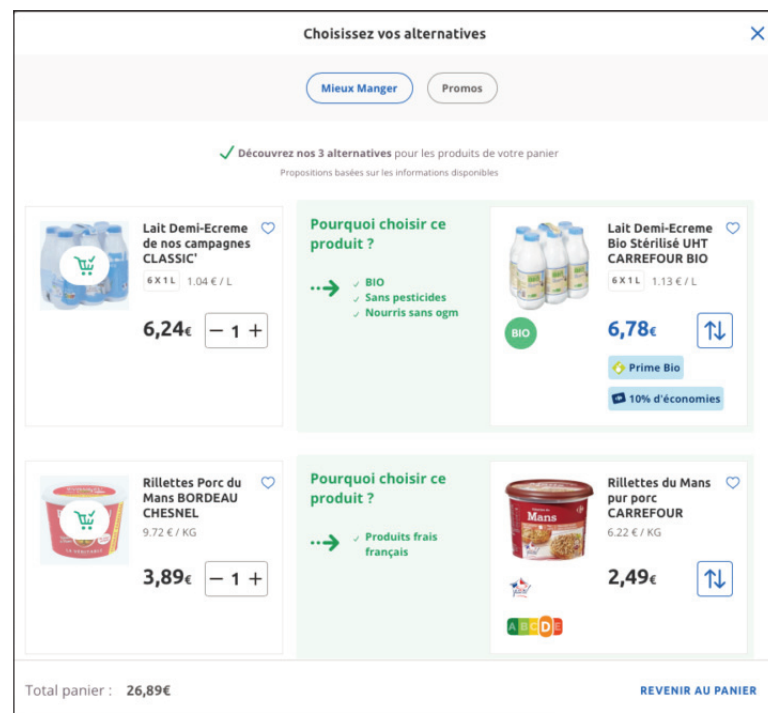 Choisissez vos alternatives
Mieux Manger
Promos
Découvrez nos 3 alternatives pour les produits de votre panier
Propositions basées sur les informations disponibles
Lait Demi-Ecreme
de nos campagnes
CLASSIC'
6 X 1 L 1.04 € / L
6,24€
1
Pourquoi choisir ce
produit ?
BIO
Sans pesticides
Nourris sans ogm
BIO
Lait Demi-Ecreme
Bio Stérilisé UHT
CARREFOUR BIO
6 X 1 L 1.13 € / L
6,78€
Prime Bio
10% d'économies
Rillettes Porc du
Mans BORDEAU
CHESNEL
9.72 € / KG
3,89€
1
Pourquoi choisir ce
produit ?
Produits frais
français
Mans
A B C D E
Rillettes du Mans
pur porc
CARREFOUR
6.22 € / KG
2,49€
Total panier : 26,89€
REVENIR AU PANIER